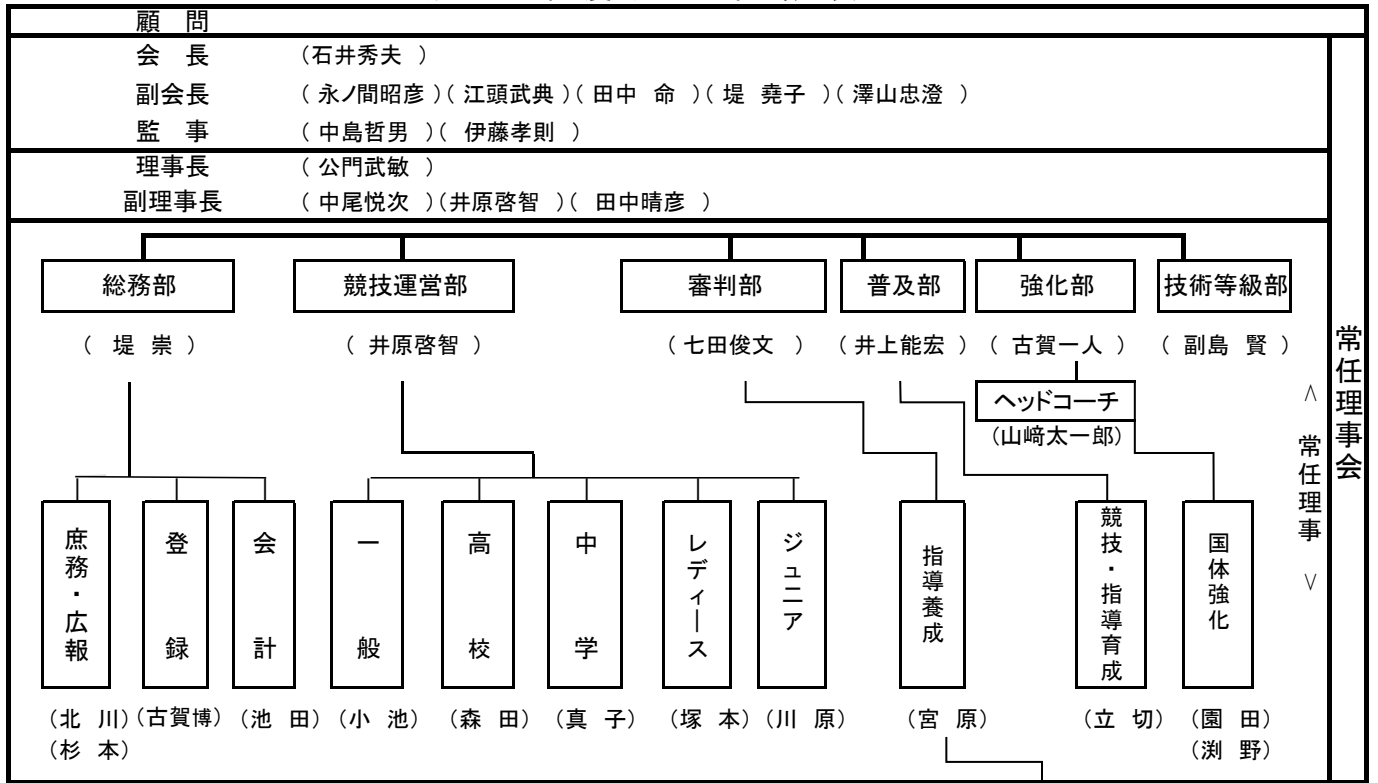 顧　問
会　長　（石井秀夫　）
副会長　（ 永ノ間昭彦 ）（ 江頭武典 ）（ 田中　命　）（ 堤　堯子　）（ 澤山忠澄　）
監　事　（ 中島哲男　）（　伊藤孝則　）
理事長　（ 公門武敏　）
副理事長　（ 中尾悦次　）（井原啓智　）（　田中晴彦　）
総務部　競技運営部　審判部　普及部　強化部　技術等級部
（　堤　崇　）　（　井原啓智　）　（ 七田俊文　）　（ 井上能宏　）　（ 古賀一人　）　（ 副島　賢　）
ヘッドコーチ
（山﨑太一郎）
＜　常任理事　＞
常任理事会
庶務・広報　登録　会計　一般　高校　中学　レディース　ジュニア　指導養成　競技・指導育成　国体強化
（北　川）（古賀博）（池　田）（小　池）（森　田）（真　子）（塚　本）（川　原）（宮　原）（立　切）（園　田）
（杉　本）（渕　野）